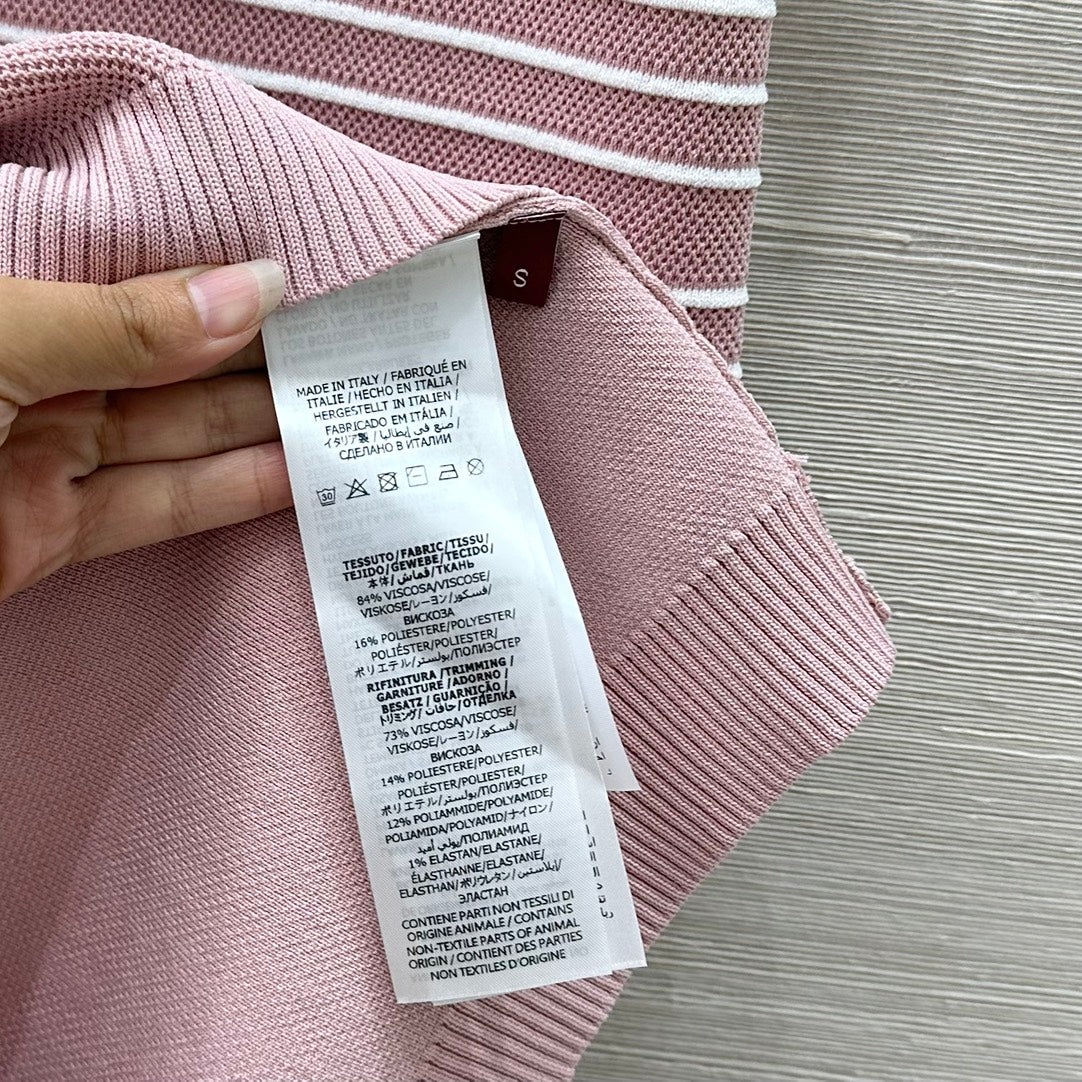 S
MADE IN ITALY / FABRIQUÉ EN
ITALIE / HECHO EN ITALIA /
HERGESTELLT IN ITALIEN /
FABRICADO EM ITÁLIA /
イタリア製 / صنع في إيطاليا /
СДЕЛАНО В ИТАЛИИ
30
TESSUTO/FABRIC/TISSU/
TEJIDO/GEWEBE/TECIDO/
本体/قماش/ТКАНЬ
84% VISCOSA/VISCOSE/
VISKOSE/レーヨン/فسكوز/
ВИСКОЗА
16% POLIESTERE/POLYESTER/
POLIÉSTER/POLYESTER/
ポリエテル/بولستر/ПОЛИЭСТЕР
RIFINITURA /TRIMMING /
GARNITURE /ADORNO /
BESATZ / GUARNIÇÃO /
トリミング/حافات/ОТДЕЛКА
73% VISCOSA/VISCOSE/
VISKOSE/レーヨン/فسكوز/
ВИСКОЗА
14% POLIESTERE/POLYESTER/
POLIÉSTER/POLYESTER/
ポリエテル/بولستر/ПОЛИЭСТЕР
12% POLIAMMIDE/POLYAMIDE/
POLIAMIDA/POLYAMID/ナイロン/
بولي أميد/ПОЛИАМИД
1% ELASTAN/ELASTANE/
ÉLASTHANNE/ELASTANE/
ELASTHAN/ポリウレタン/إيلاستين/
ЭЛАСТАН
CONTIENE PARTI NON TESSILI DI
ORIGINE ANIMALE / CONTAINS
NON-TEXTILE PARTS OF ANIMAL
ORIGIN / CONTIENT DES PARTIES
NON TEXTILES D'ORIGINE